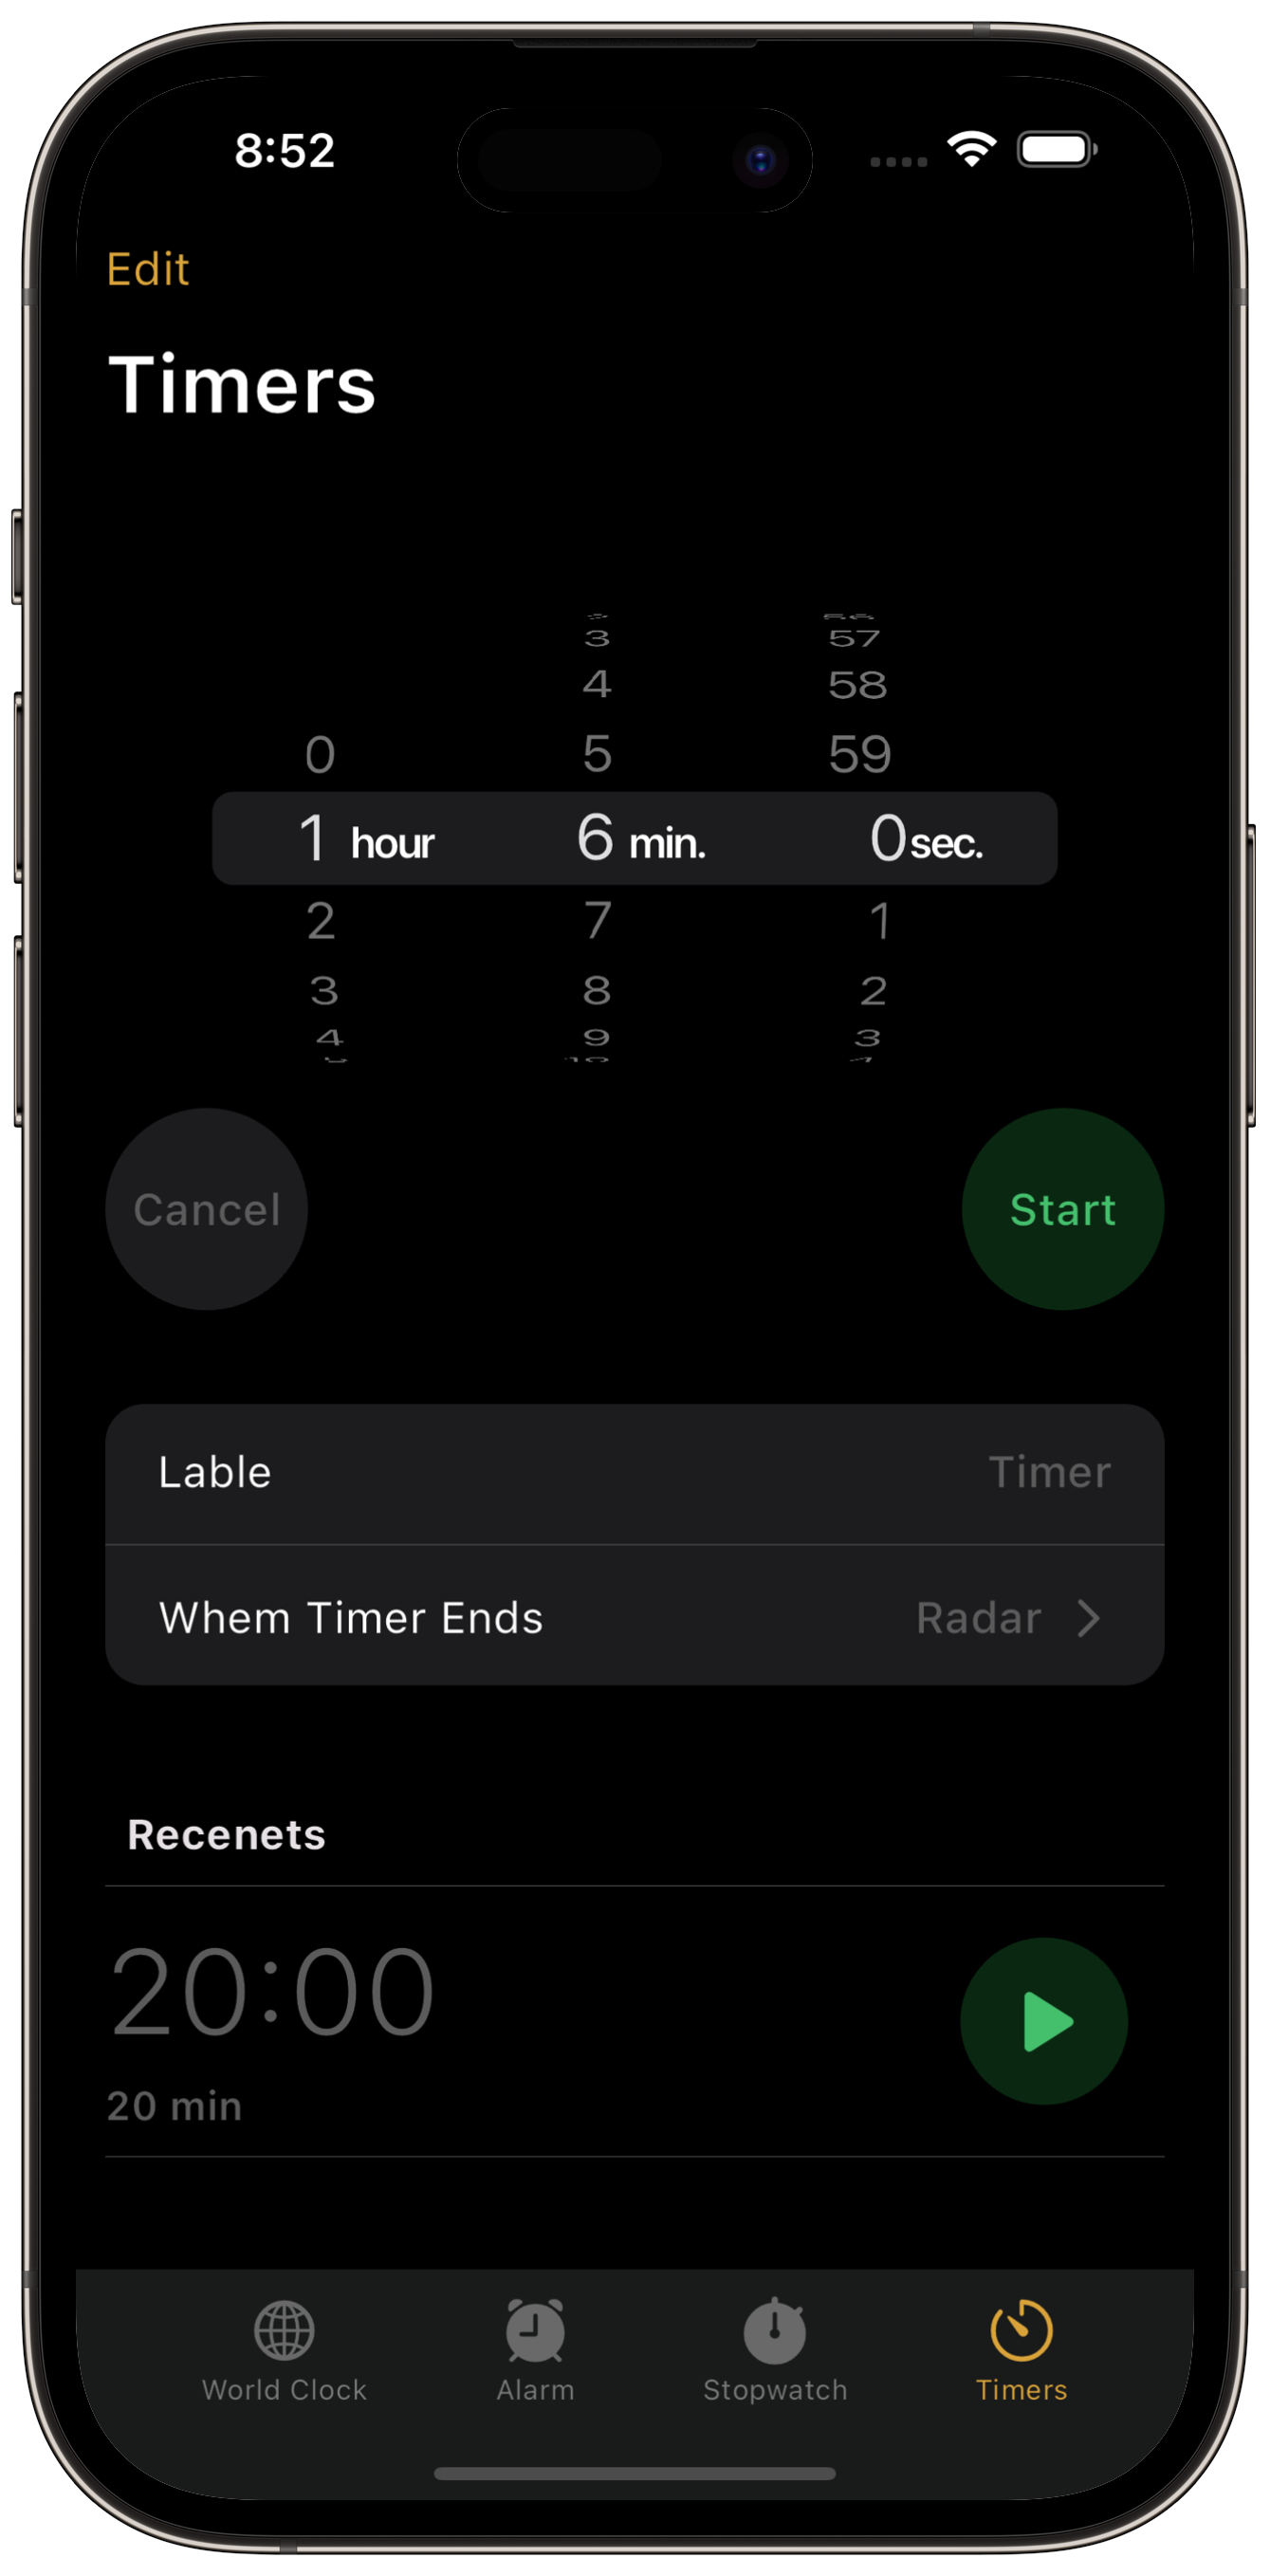 8:52
Edit
Timers
3 57
4 58
0 5 59
1 hour 6 min. 0 sec.
2 7 1
3 8 2
4 9 3
10
Cancel Start
Lable Timer
Whem Timer Ends Radar
Recenets
20:00
20 min
World Clock Alarm Stopwatch Timers